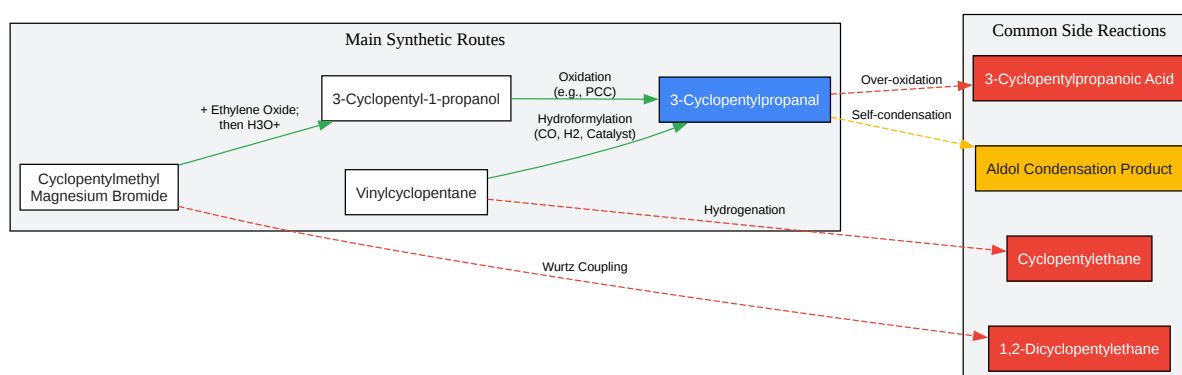 Main Synthetic Routes
Common Side Reactions
3-Cyclopentyl-1-propanol
Oxidation
(e.g., PCC)
3-Cyclopentylpropanal
Over-oxidation
3-Cyclopentylpropanoic Acid
+ Ethylene Oxide;
then H3O+
Hydroformylation
(CO, H2, Catalyst)
Self-condensation
Aldol Condensation Product
Cyclopentylmethyl
Magnesium Bromide
Vinylcyclopentane
Hydrogenation
Cyclopentylethane
Wurtz Coupling
1,2-Dicyclopentylethane